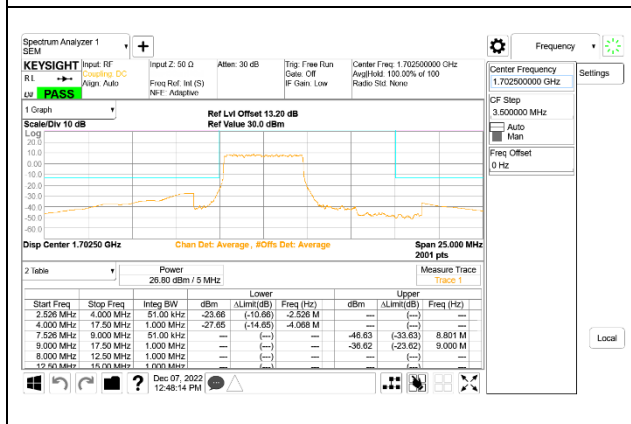 Spectrum Analyzer 1
SEM
KEYSIGHT
Input: RF
Coupling: DC
Align: Auto
Input Z: 50 Ω
Freq Ref: Int (S)
NFE: Adaptive
Atten: 30 dB
Trig: Free Run
Gate: Off
IF Gain: Low
Center Freq: 1.702500000 GHz
Avg|Hold: 100.00% of 100
Radio Std: None
RL
LW PASS
1 Graph
Scale/Div 10 dB
Ref Lvl Offset 13.20 dB
Ref Value 30.0 dBm
Log
20.0
10.0
0.00
-10.0
-20.0
-30.0
-40.0
-50.0
-60.0
Disp Center 1.70250 GHz
Chan Det: Average , #Offs Det: Average
Span 25.000 MHz
2001 pts
2 Table
Power
26.80 dBm / 5 MHz
Measure Trace
Trace 1
Lower Upper
Start Freq Stop Freq Integ BW dBm ΔLimit(dB) Freq (Hz) dBm ΔLimit(dB) Freq (Hz)
2.526 MHz 4.000 MHz 51.00 kHz -23.66 (-10.66) -2.526 M --- (---) ---
4.000 MHz 17.50 MHz 1.000 MHz -27.65 (-14.65) -4.068 M --- (---) ---
7.526 MHz 9.000 MHz 51.00 kHz --- (---) --- -46.63 (-33.63) 8.801 M
9.000 MHz 17.50 MHz 1.000 MHz --- (---) --- -36.62 (-23.62) 9.000 M
8.000 MHz 12.50 MHz 1.000 MHz --- (---) --- --- (---) ---
12.50 MHz 15.00 MHz 1.000 MHz --- (---) --- --- (---) ---
? Dec 07, 2022
12:48:14 PM
Frequency
Center Frequency
1.702500000 GHz
Settings
CF Step
3.500000 MHz
Auto
Man
Freq Offset
0 Hz
Local